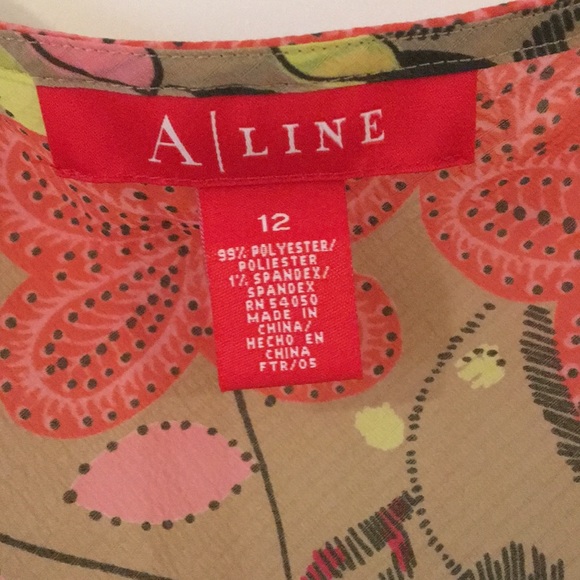 A|LINE
12
99% POLYESTER/
POLIESTER
1% SPANDEX/
SPANDEX
RN 54050
MADE IN
CHINA/
HECHO EN
CHINA
FTR/05